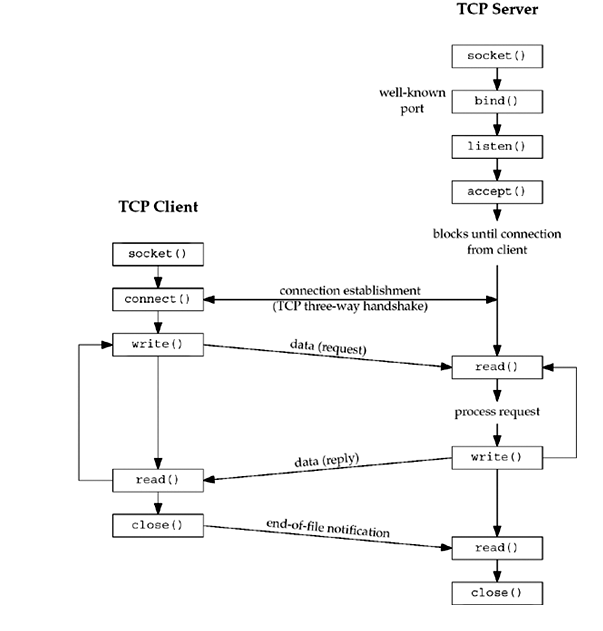 TCP Server
socket()
well-known
port
bind()
listen()
accept()
blocks until connection
from client
TCP Client
socket()
connect()
connection establishment
(TCP three-way handshake)
write()
data (request)
read()
process request
write()
data (reply)
read()
close()
end-of-file notification
read()
close()